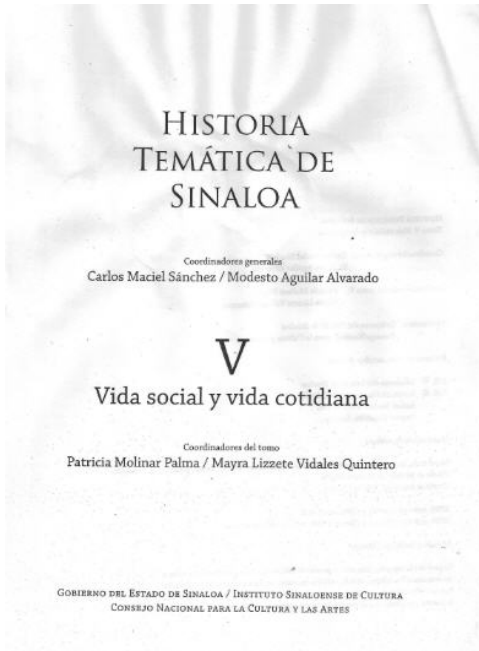 HISTORIA
TEMÁTICA DE
SINALOA
Coordinadores generales
Carlos Maciel Sánchez / Modesto Aguilar Alvarado
V
Vida social y vida cotidiana
Coordinadores del tomo
Patricia Molinar Palma / Mayra Lizzete Vidales Quintero
GOBIERNO DEL ESTADO DE SINALOA / INSTITUTO SINALOENSE DE CULTURA
CONSEJO NACIONAL PARA LA CULTURA Y LAS ARTES